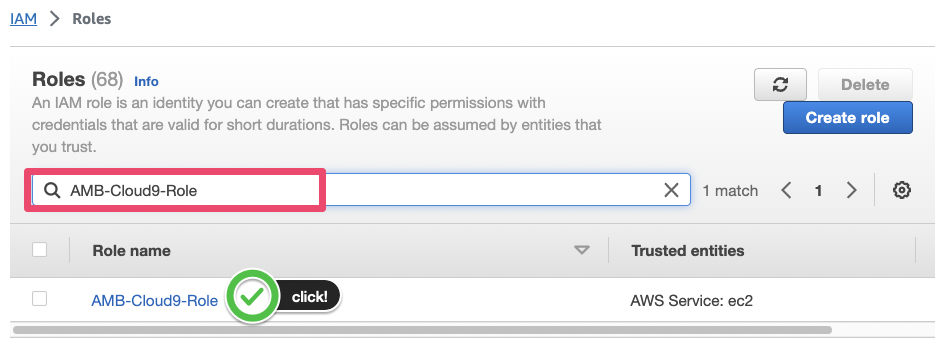 IAM > Roles
Roles (68) Info
Delete
An IAM role is an identity you can create that has specific permissions with
credentials that are valid for short durations. Roles can be assumed by entities that
you trust.
Create role
AMB-Cloud9-Role
1 match
1
Role name
Trusted entities
AMB-Cloud9-Role
click!
AWS Service: ec2